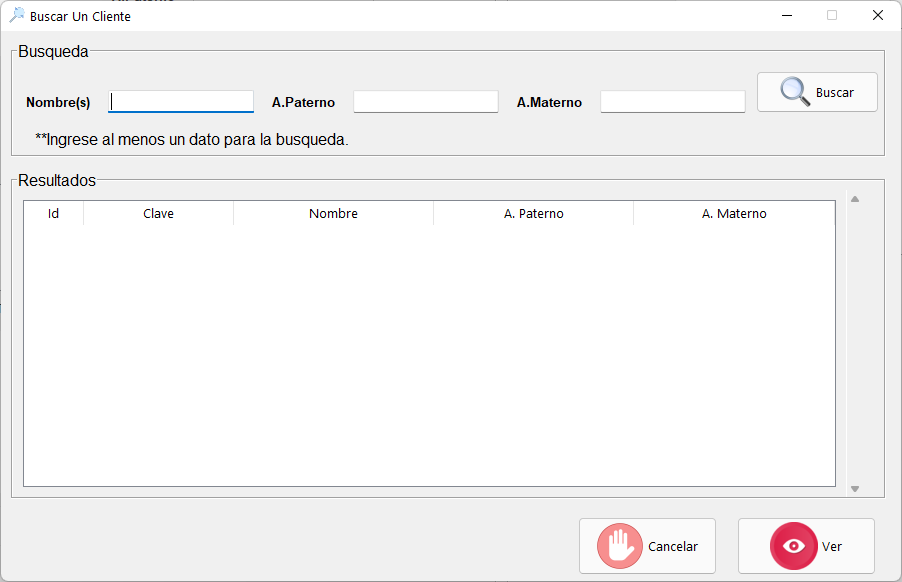 Buscar Un Cliente
Busqueda
Nombre(s) A.Paterno A.Materno Buscar
**Ingrese al menos un dato para la busqueda.
Resultados
Id Clave Nombre A. Paterno A. Materno
Cancelar Ver